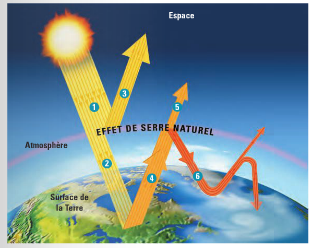 Espace
1
3
5
EFFET DE SERRE NATUREL
Atmosphère
2
4
6
Surface de
la Terre